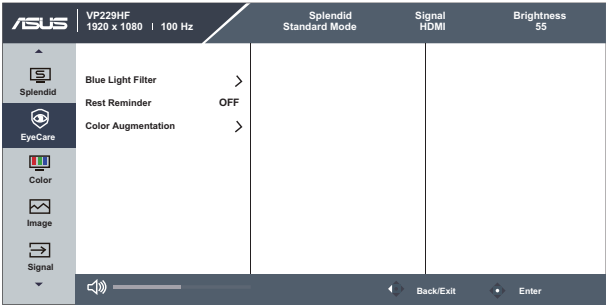 ASUS
VP229HF
1920 x 1080 | 100 Hz
Splendid
Standard Mode
Signal
HDMI
Brightness
55
Splendid
EyeCare
Color
Image
Signal
Blue Light Filter
Rest Reminder OFF
Color Augmentation
Back/Exit
Enter